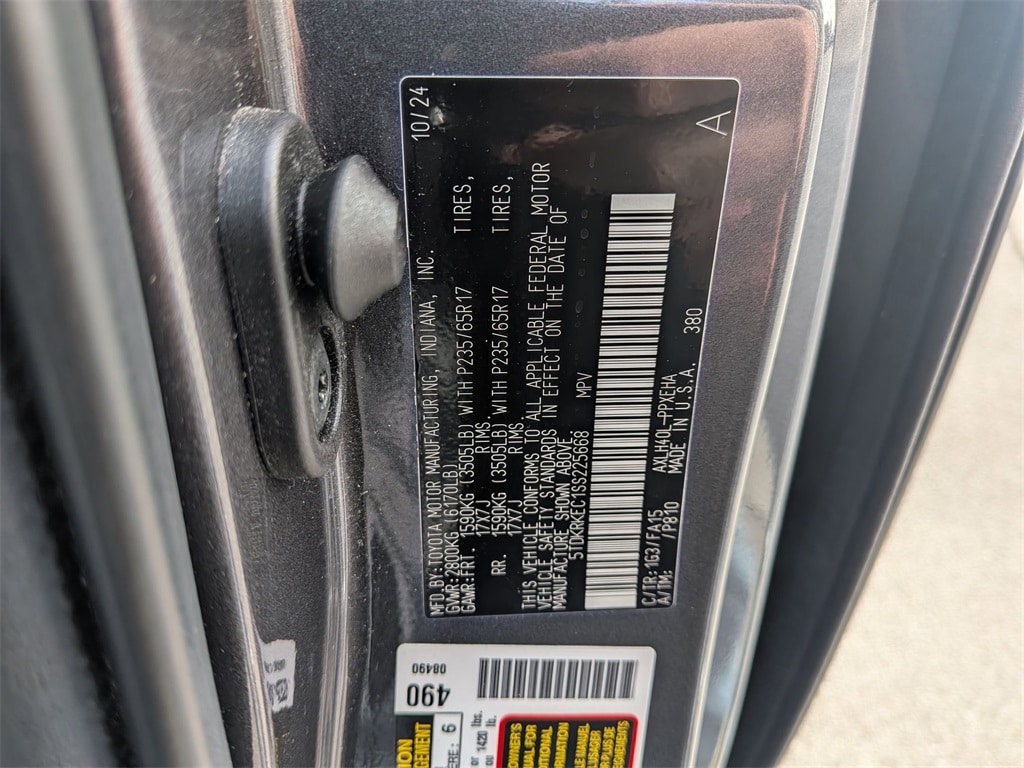 MFD.BY:TOYOTA MOTOR MANUFACTURING, INDIANA, INC. 10/24
GVWR:2800KG (6170LB)
GAWR:FRT. 1590KG (3505LB) WITH P235/65R17 TIRES,
17X7J RIMS.
RR. 1590KG (3505LB) WITH P235/65R17 TIRES,
17X7J RIMS.
THIS VEHICLE CONFORMS TO ALL APPLICABLE FEDERAL MOTOR
VEHICLE SAFETY STANDARDS IN EFFECT ON THE DATE OF
MANUFACTURE SHOWN ABOVE.
5TDKRKEC1SS225668 MPV
C/TR:1G3/FA15 AXLH40L-PPXEHA 380
A/TM: /P810 MADE IN U.S.A. A
490
08490
6
1420 lbs.
OWNER'S